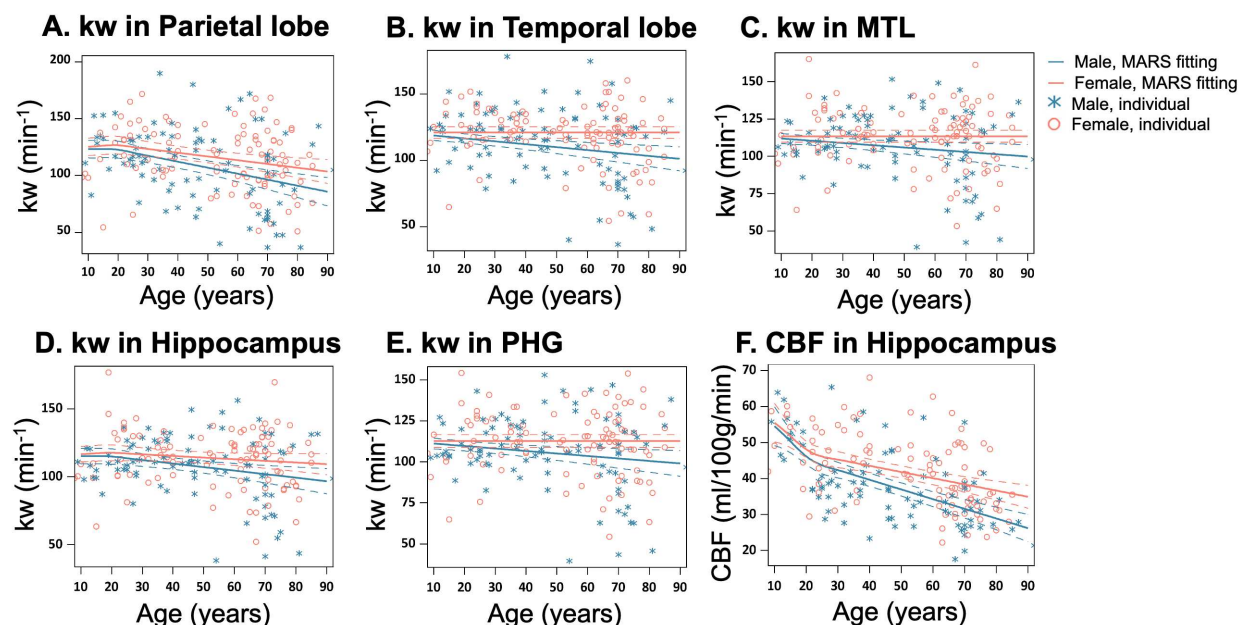 A. kw in Parietal lobe
kw (min-1)
200
150
100
50
10 20 30 40 50 60 70 80 90
Age (years)
B. kw in Temporal lobe
kw (min-1)
150
100
50
10 20 30 40 50 60 70 80 90
Age (years)
C. kw in MTL
kw (min-1)
150
125
100
75
50
10 20 30 40 50 60 70 80 90
Age (years)
Male, MARS fitting
Female, MARS fitting
Male, individual
Female, individual
D. kw in Hippocampus
kw (min-1)
150
100
50
10 20 30 40 50 60 70 80 90
Age (years)
E. kw in PHG
kw (min-1)
150
125
100
75
50
10 20 30 40 50 60 70 80 90
Age (years)
F. CBF in Hippocampus
CBF (ml/100g/min)
70
60
50
40
30
20
10 20 30 40 50 60 70 80 90
Age (years)